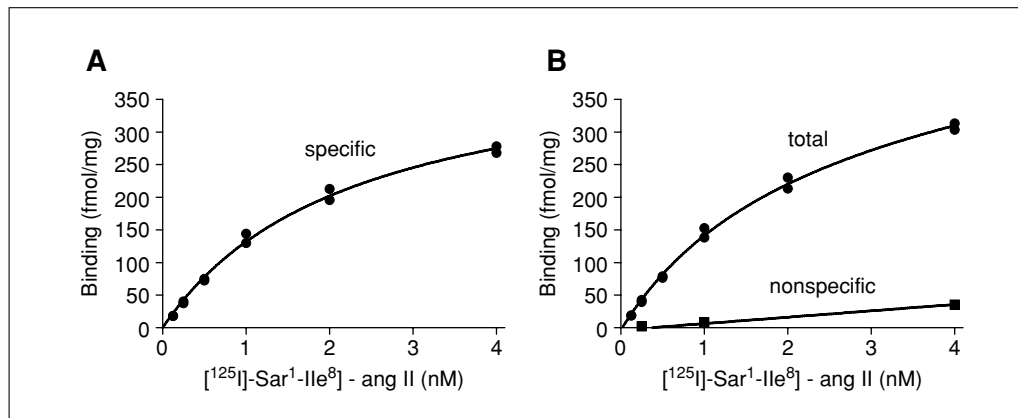 A
350
300
250
200
150
100
50
0
Binding (fmol/mg)
specific
0 1 2 3 4
[¹²⁵I]-Sar¹-Ile⁸] - ang II (nM)
B
350
300
250
200
150
100
50
0
Binding (fmol/mg)
total
nonspecific
0 1 2 3 4
[¹²⁵I]-Sar¹-Ile⁸] - ang II (nM)